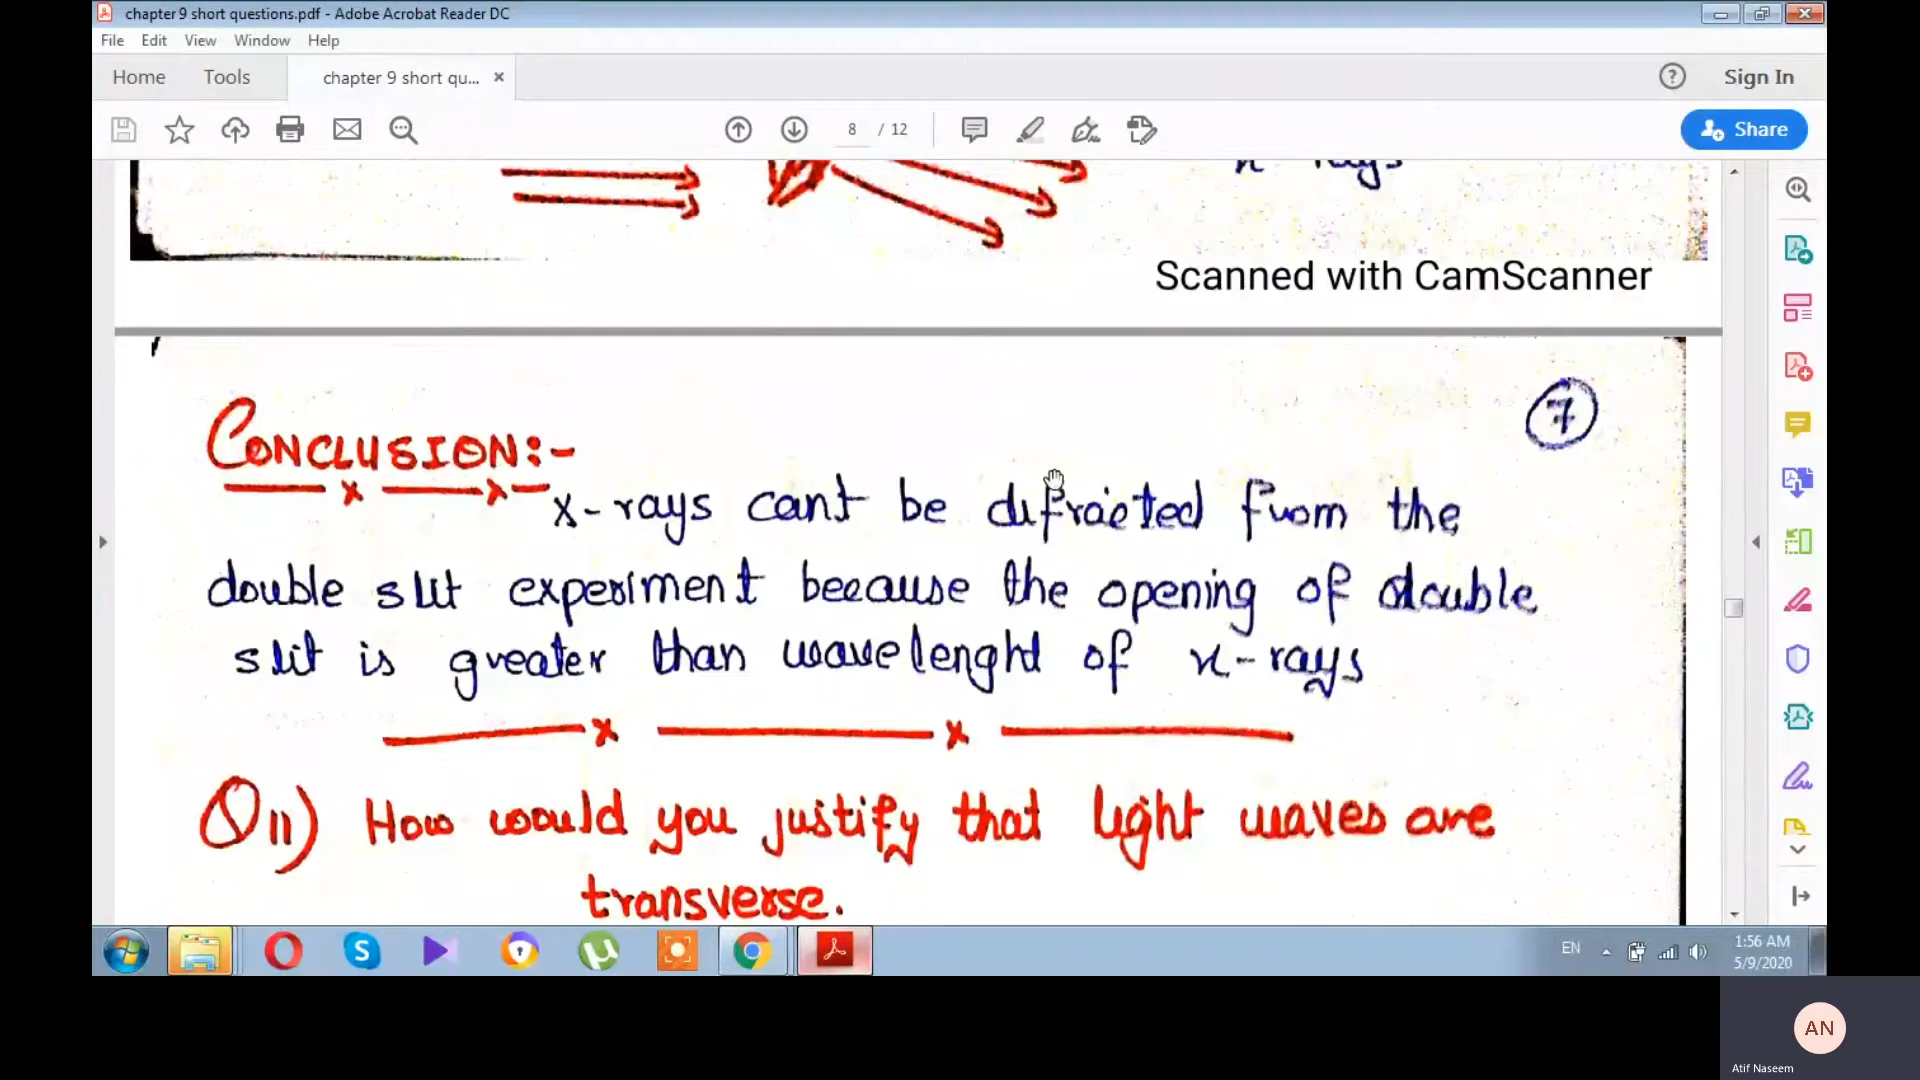 chapter 9 short questions.pdf - Adobe Acrobat Reader DC
File Edit View Window Help
Home Tools chapter 9 short qu... × Sign In
8 / 12 Share
x - rays
Scanned with CamScanner
7
CONCLUSION:-
x-rays cant be difracted from the
double slit experiment because the opening of double
slit is greater than wavelenght of x-rays
Q11) How would you justify that light waves are
transverse.
EN 1:56 AM
5/9/2020
AN
Atif Naseem